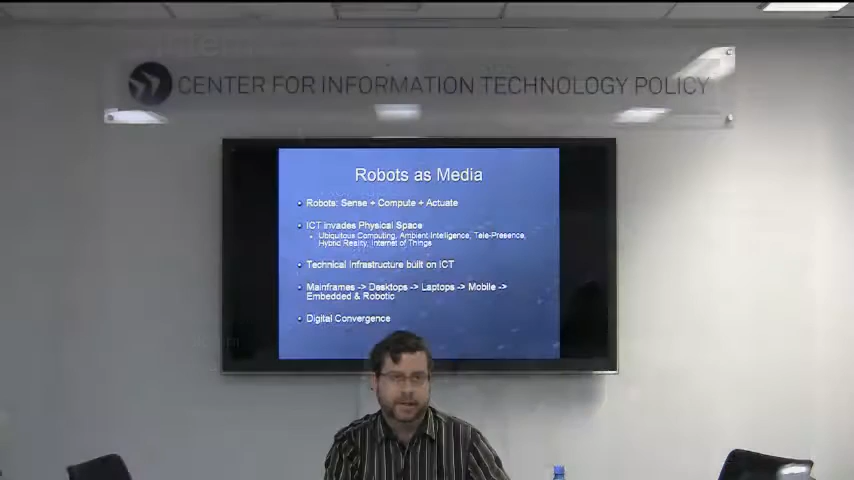 CENTER FOR INFORMATION TECHNOLOGY POLICY
Robots as Media
Robots: Sense + Compute + Actuate
ICT invades Physical Space
Ubiquitous Computing, Ambient Intelligence, Tele-Presence,
Hybrid Reality, Internet of Things
Technical Infrastructure built on ICT
Mainframes -> Desktops -> Laptops -> Mobile ->
Embedded & Robotic
Digital Convergence